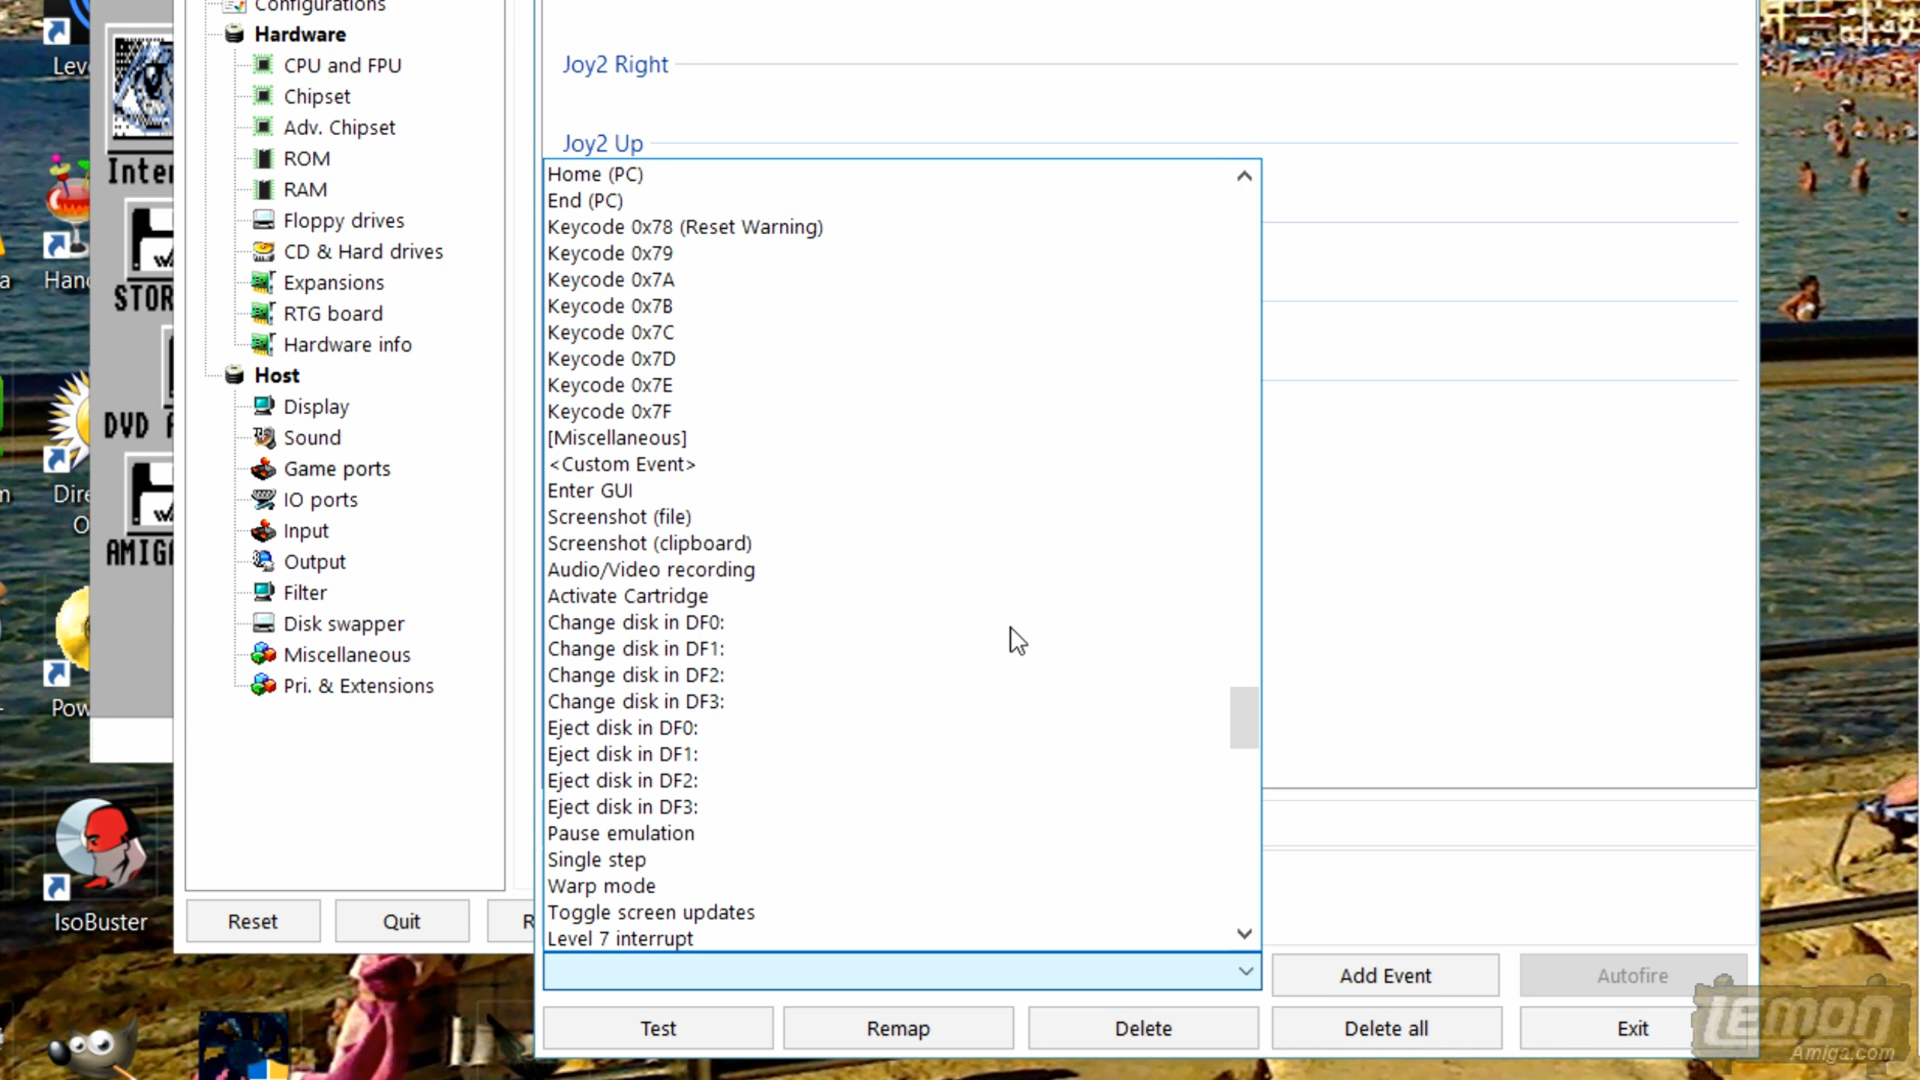 Configurations
Hardware
CPU and FPU
Chipset
Adv. Chipset
ROM
RAM
Floppy drives
CD & Hard drives
Expansions
RTG board
Hardware info
Host
Display
Sound
Game ports
IO ports
Input
Output
Filter
Disk swapper
Miscellaneous
Pri. & Extensions
Reset
Quit
R
Joy2 Right
Joy2 Up
Home (PC)
End (PC)
Keycode 0x78 (Reset Warning)
Keycode 0x79
Keycode 0x7A
Keycode 0x7B
Keycode 0x7C
Keycode 0x7D
Keycode 0x7E
Keycode 0x7F
[Miscellaneous]
<Custom Event>
Enter GUI
Screenshot (file)
Screenshot (clipboard)
Audio/Video recording
Activate Cartridge
Change disk in DF0:
Change disk in DF1:
Change disk in DF2:
Change disk in DF3:
Eject disk in DF0:
Eject disk in DF1:
Eject disk in DF2:
Eject disk in DF3:
Pause emulation
Single step
Warp mode
Toggle screen updates
Level 7 interrupt
Add Event
Autofire
Test
Remap
Delete
Delete all
Exit
Lev
Inter
Hand
STOR
DVD
Dire
O
AMIGA
Pow
IsoBuster
Lemon
Amiga.com